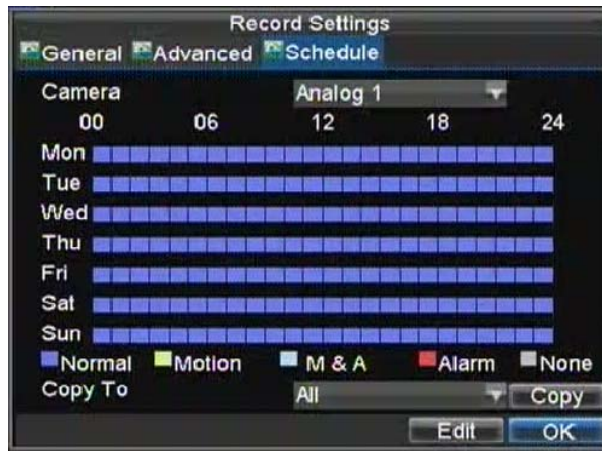 Record Settings
General Advanced Schedule
Camera Analog 1
00 06 12 18 24
Mon
Tue
Wed
Thu
Fri
Sat
Sun
Normal Motion M & A Alarm None
Copy To All Copy
Edit OK